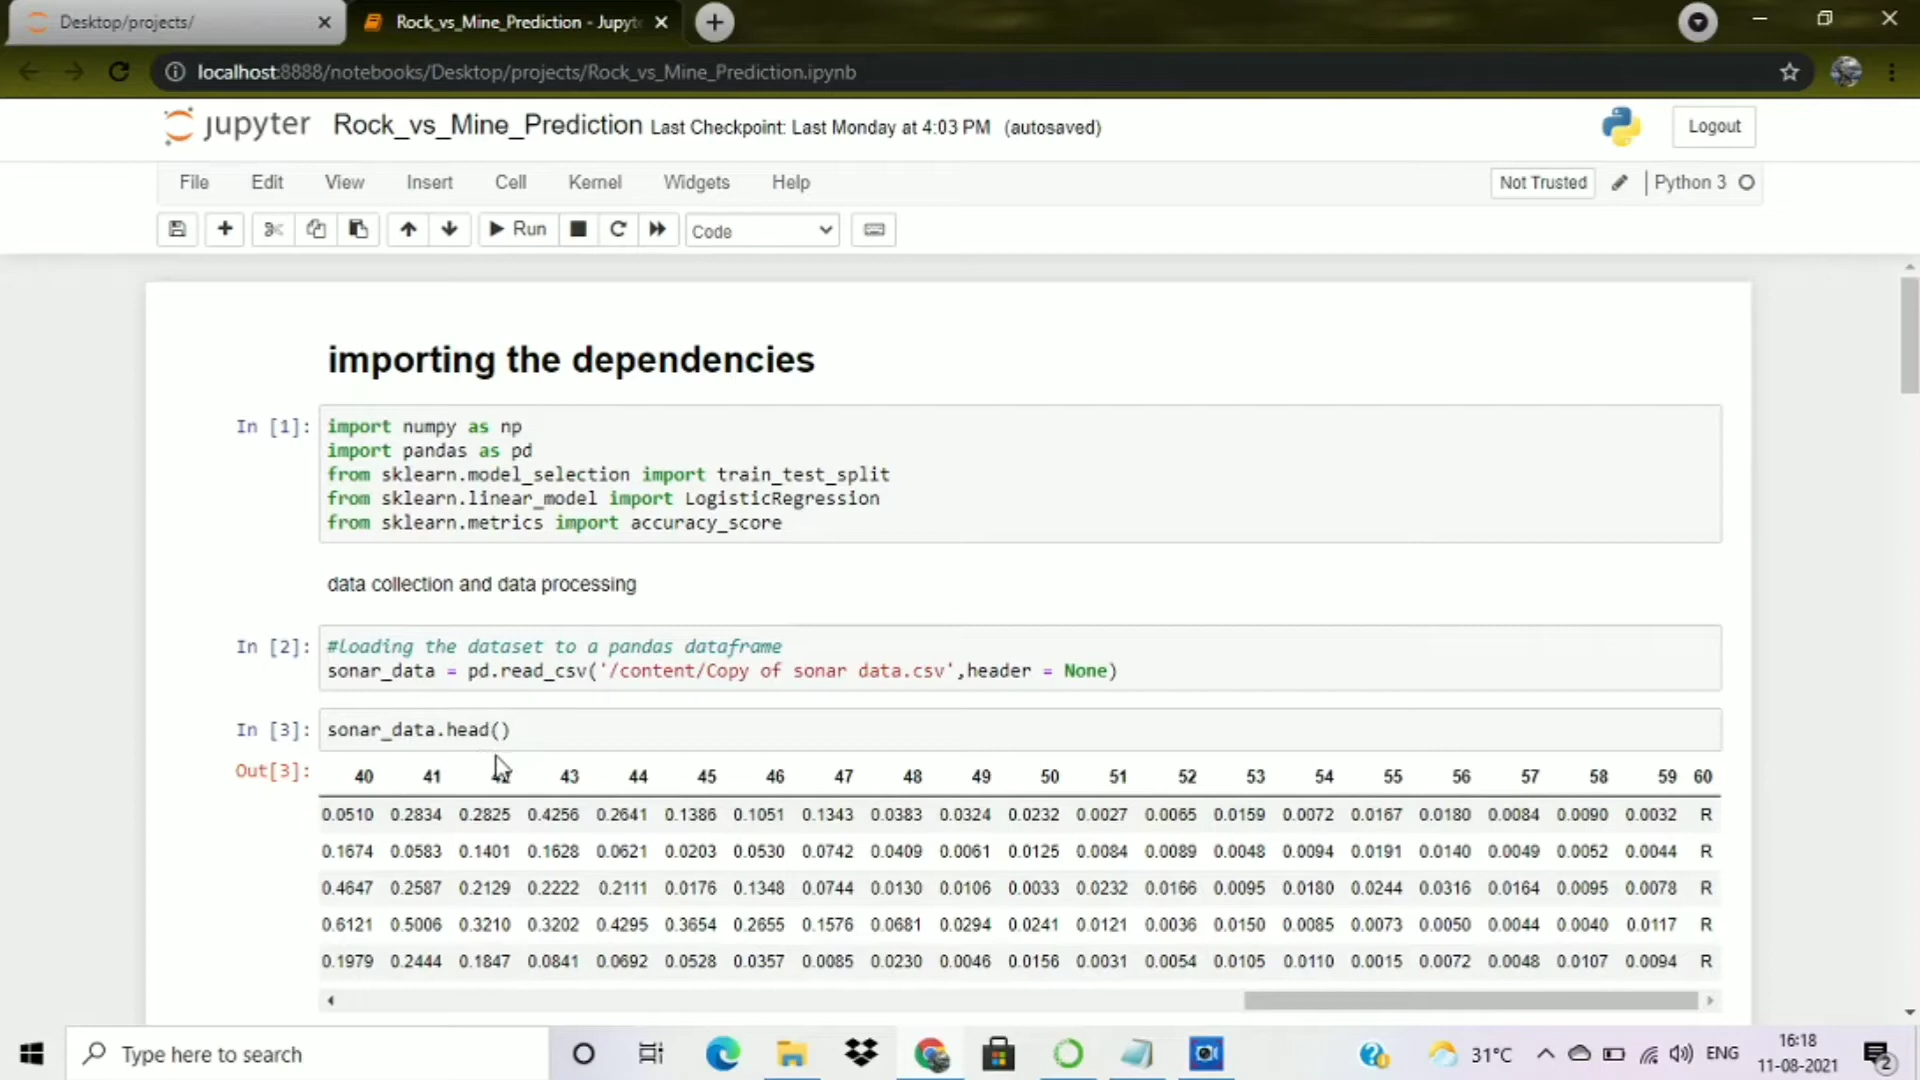 Desktop/projects/
Rock_vs_Mine_Prediction - Jupyt
localhost:8888/notebooks/Desktop/projects/Rock_vs_Mine_Prediction.ipynb
jupyter Rock_vs_Mine_Prediction Last Checkpoint: Last Monday at 4:03 PM (autosaved)
Logout
File Edit View Insert Cell Kernel Widgets Help
Not Trusted Python 3
Run Code
importing the dependencies
In [1]: import numpy as np
import pandas as pd
from sklearn.model_selection import train_test_split
from sklearn.linear_model import LogisticRegression
from sklearn.metrics import accuracy_score
data collection and data processing
In [2]: #Loading the dataset to a pandas dataframe
sonar_data = pd.read_csv('/content/Copy of sonar data.csv',header = None)
In [3]: sonar_data.head()
Out[3]: 40 41 42 43 44 45 46 47 48 49 50 51 52 53 54 55 56 57 58 59 60
0.0510 0.2834 0.2825 0.4256 0.2641 0.1386 0.1051 0.1343 0.0383 0.0324 0.0232 0.0027 0.0065 0.0159 0.0072 0.0167 0.0180 0.0084 0.0090 0.0032 R
0.1674 0.0583 0.1401 0.1628 0.0621 0.0203 0.0530 0.0742 0.0409 0.0061 0.0125 0.0084 0.0089 0.0048 0.0094 0.0191 0.0140 0.0049 0.0052 0.0044 R
0.4647 0.2587 0.2129 0.2222 0.2111 0.0176 0.1348 0.0744 0.0130 0.0106 0.0033 0.0232 0.0166 0.0095 0.0180 0.0244 0.0316 0.0164 0.0095 0.0078 R
0.6121 0.5006 0.3210 0.3202 0.4295 0.3654 0.2655 0.1576 0.0681 0.0294 0.0241 0.0121 0.0036 0.0150 0.0085 0.0073 0.0050 0.0044 0.0040 0.0117 R
0.1979 0.2444 0.1847 0.0841 0.0692 0.0528 0.0357 0.0085 0.0230 0.0046 0.0156 0.0031 0.0054 0.0105 0.0110 0.0015 0.0072 0.0048 0.0107 0.0094 R
Type here to search
31°C
ENG
16:18
11-08-2021
2